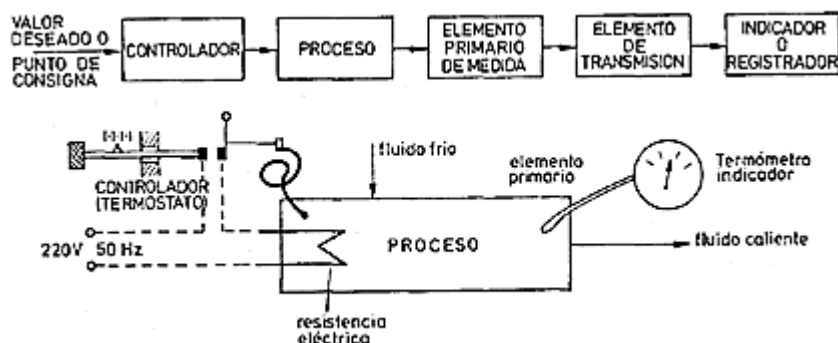 VALOR
DESEADO O
PUNTO DE
CONSIGNA
CONTROLADOR
PROCESO
ELEMENTO
PRIMARIO
DE MEDIDA
ELEMENTO
DE
TRANSMISION
INDICADOR
O
REGISTRADOR
CONTROLADOR
(TERMOSTATO)
fluido frio
elemento
primario
Termómetro
indicador
220V 50 Hz
PROCESO
fluido caliente
resistencia
eléctrica